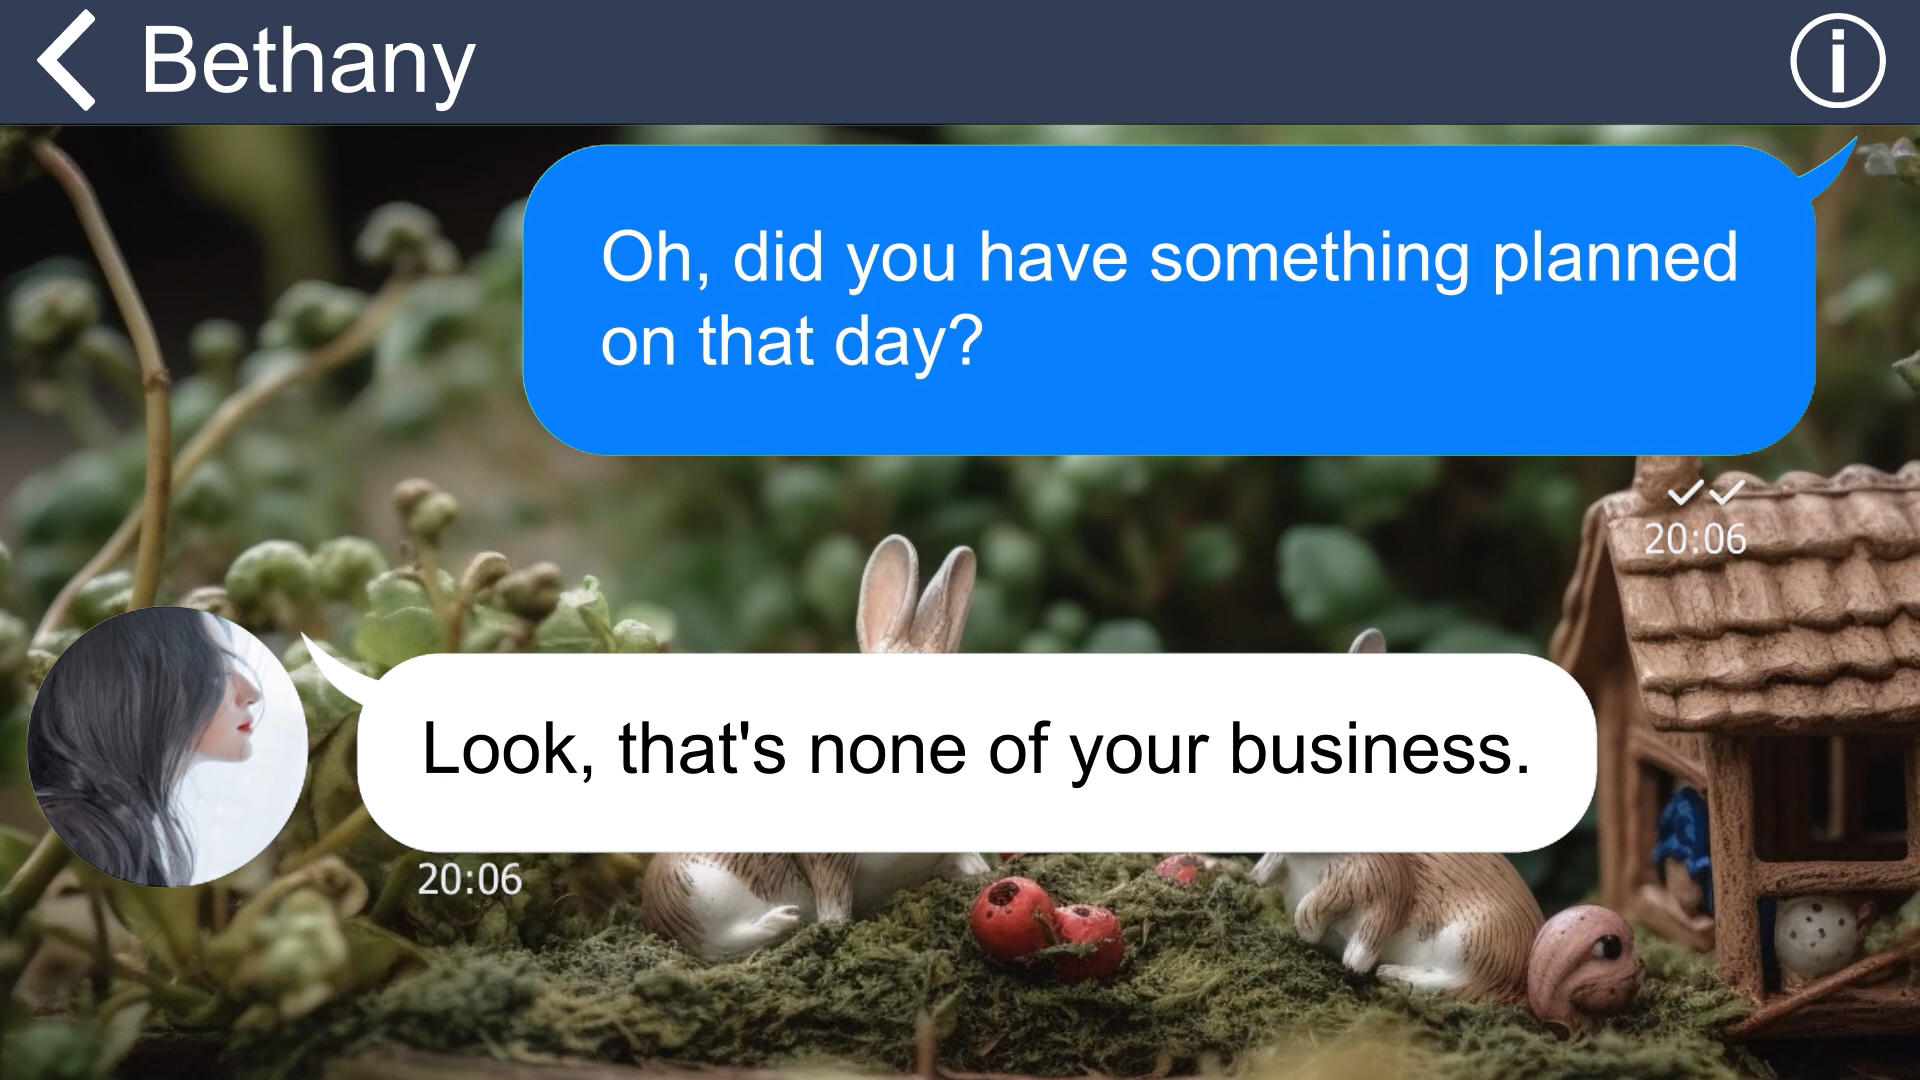 Bethany
Oh, did you have something planned
on that day?
20:06
Look, that's none of your business.
20:06